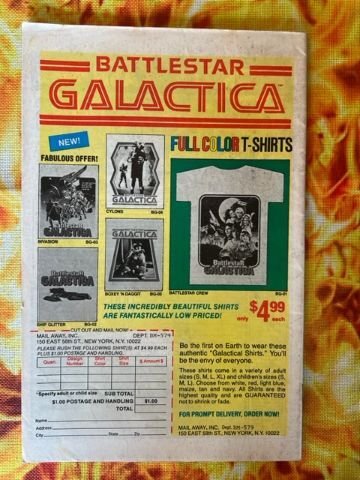 BATTLESTAR
GALACTICA
NEW!
FULL COLOR T-SHIRTS
FABULOUS OFFER!
GALACTICA
CYLONS BG-04
Battlestar
GALACTICA
INVASION BG-03
Battlestar
GALACTICA
Battlestar
GALACTICA
SHIP GLITTER BG-02
GALACTICA
BOXEY 'N DAGGIT BG-05
BATTLESTAR CREW BG-01
THESE INCREDIBLY BEAUTIFUL SHIRTS
ARE FANTASTICALLY LOW PRICED!
only $4.99 each
CUT OUT AND MAIL NOW
MAIL AWAY, INC. DEPT. BH-579
150 EAST 58th ST., NEW YORK, N.Y. 10022
PLEASE RUSH THE FOLLOWING SHIRT(S) AT $4.99 EACH
PLUS $1.00 POSTAGE AND HANDLING.
Quan. Design Number Shirt Color *Shirt Size $ Amount $
*Specify adult or child size SUB TOTAL
$1.00 POSTAGE AND HANDLING $1.00
TOTAL
Name
Address
City State Zip
Be the first on Earth to wear these
authentic "Galactical Shirts." You'll
be the envy of everyone.
These shirts come in a variety of adult
sizes (S, M, L, XL) and children's sizes (S,
M, L). Choose from white, red, light blue,
maize, tan and navy. All Shirts are the
highest quality and are GUARANTEED
not to shrink or fade.
FOR PROMPT DELIVERY, ORDER NOW!
MAIL AWAY, INC. Dept. BH-579
150 EAST 58th ST., NEW YORK, N.Y. 10022